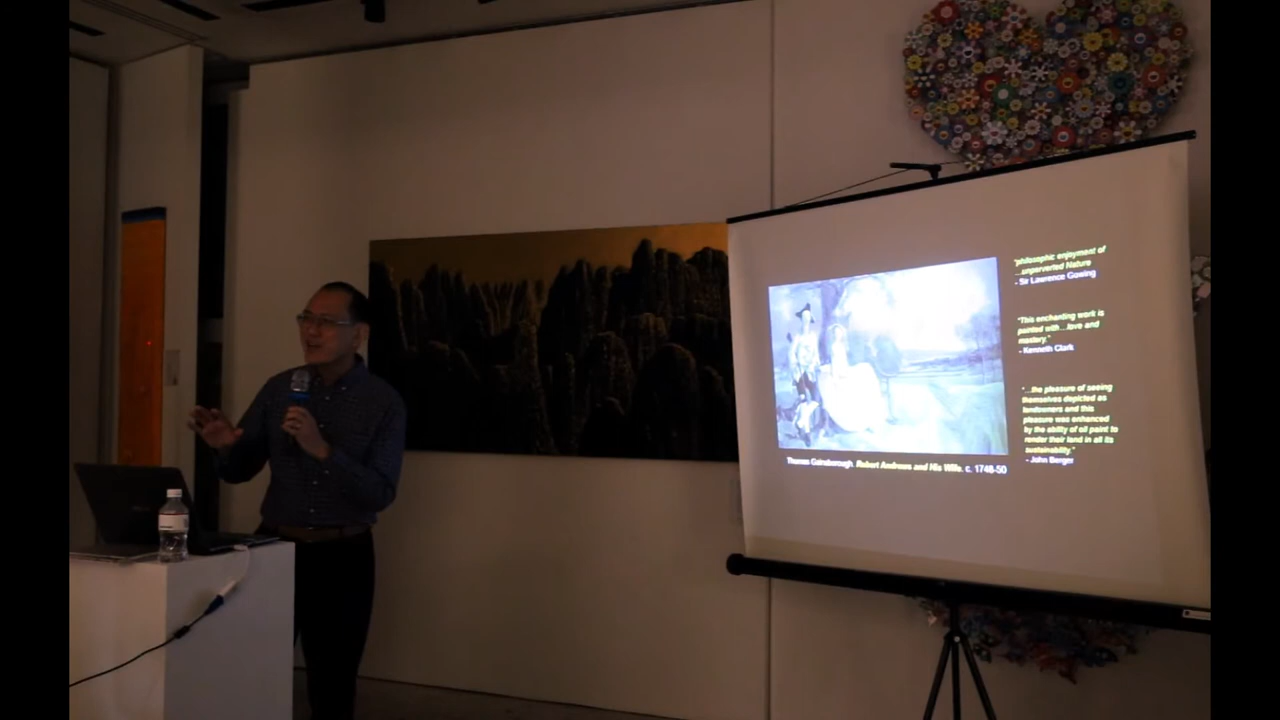 "philosophic enjoyment of
...unperverted Nature
- Sir Lawrence Gowing
"This enchanting work is
painted with...love and
mastery."
- Kenneth Clark
"...the pleasure of seeing
themselves depicted as
landowners and this
pleasure was enhanced
by the ability of oil paint to
render their land in all its
sustainability."
- John Berger
Thomas Gainsborough. Robert Andrews and His Wife. c. 1748-50